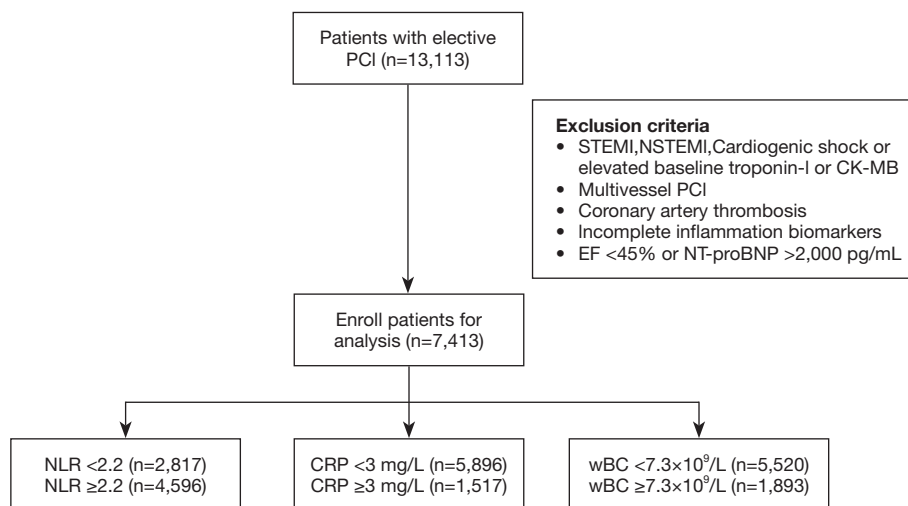 Patients with elective
PCI (n=13,113)
Exclusion criteria
• STEMI,NSTEMI,Cardiogenic shock or
elevated baseline troponin-I or CK-MB
• Multivessel PCI
• Coronary artery thrombosis
• Incomplete inflammation biomarkers
• EF <45% or NT-proBNP >2,000 pg/mL
Enroll patients for
analysis (n=7,413)
NLR <2.2 (n=2,817)
NLR ≥2.2 (n=4,596)
CRP <3 mg/L (n=5,896)
CRP ≥3 mg/L (n=1,517)
wBC <7.3×10⁹/L (n=5,520)
wBC ≥7.3×10⁹/L (n=1,893)